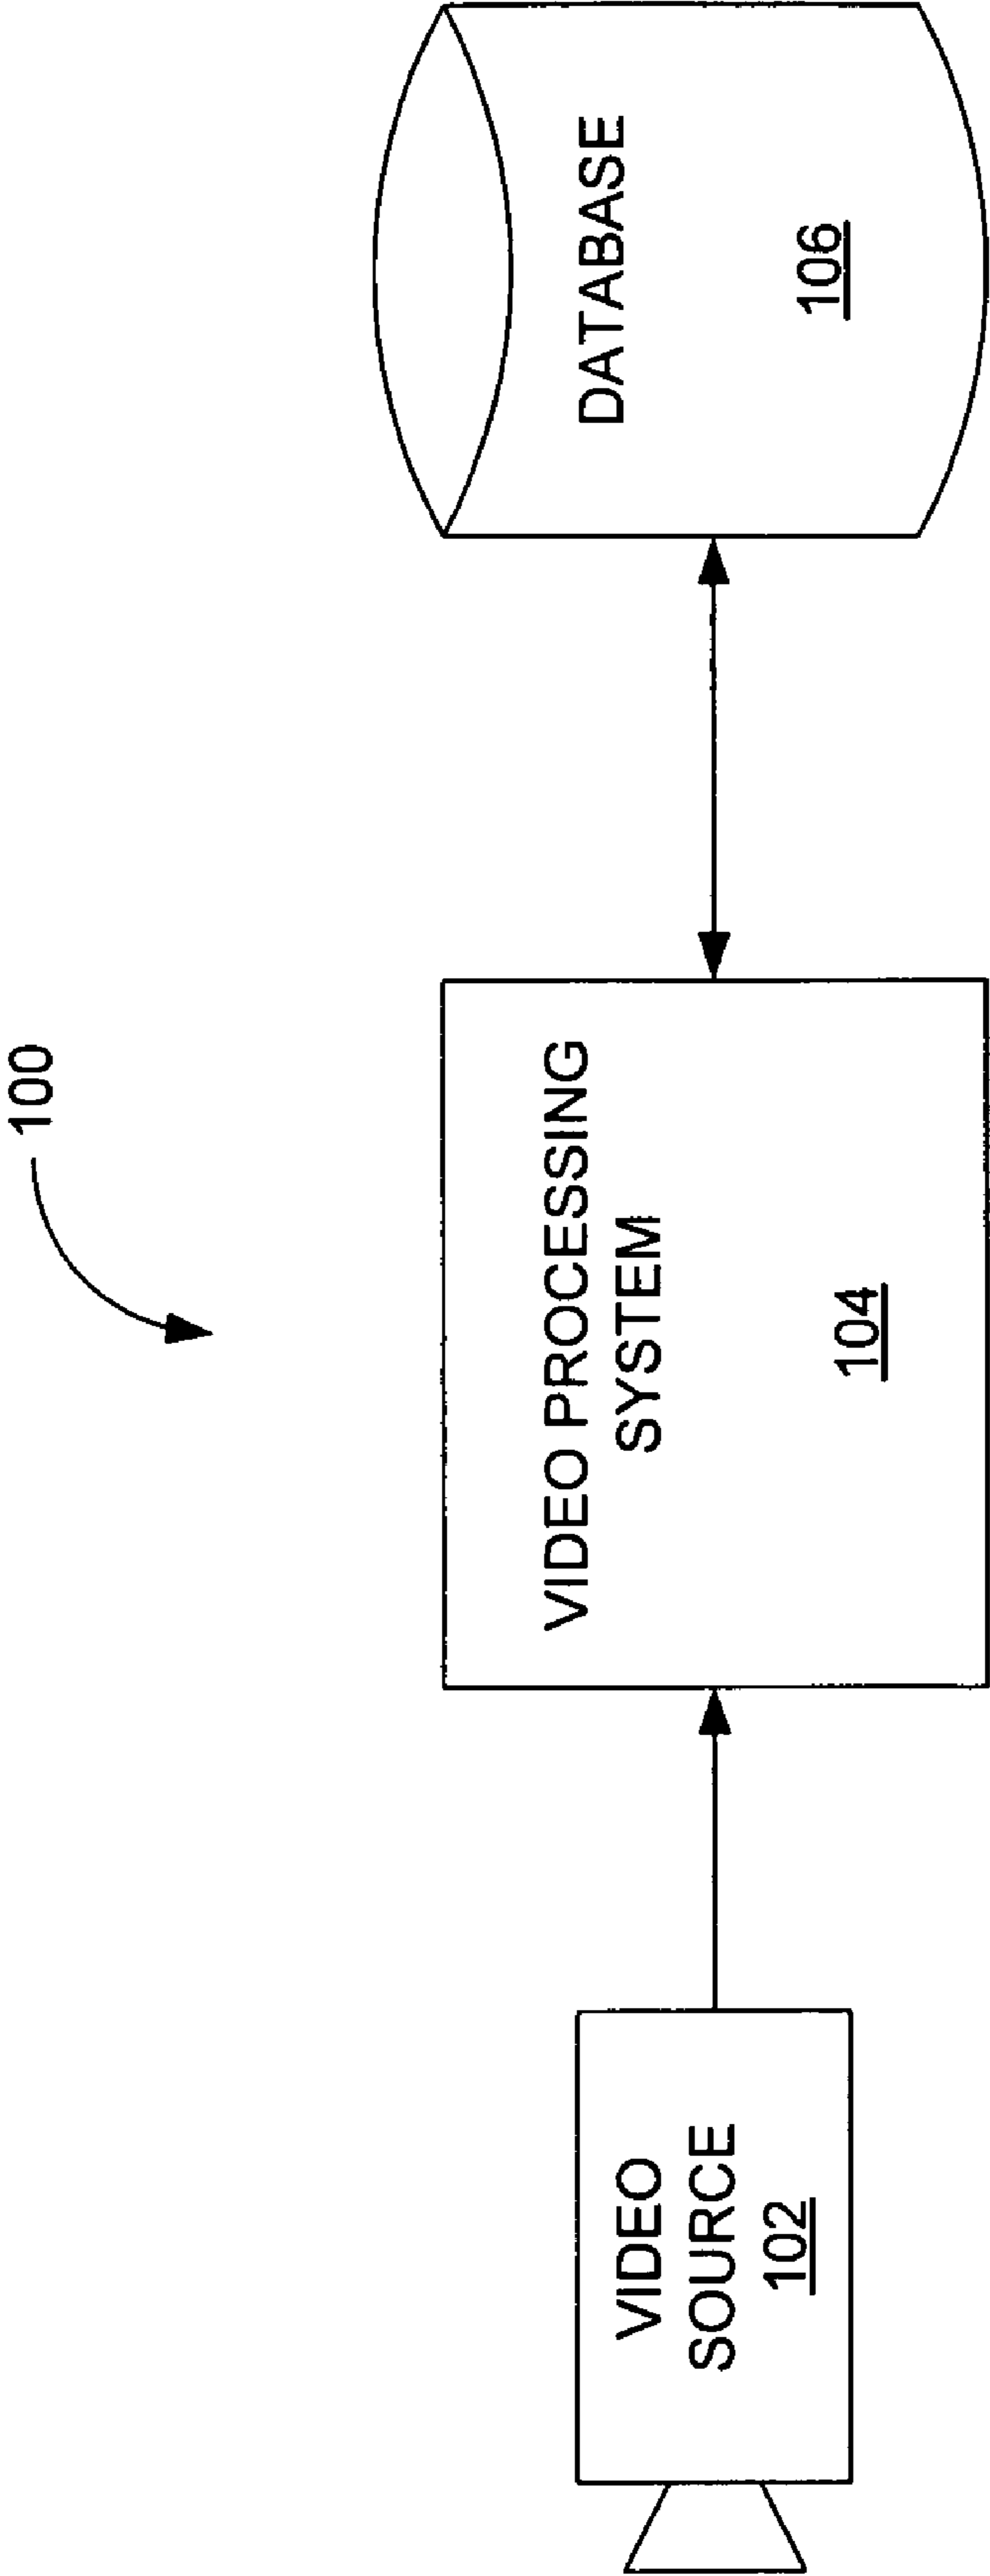 100
VIDEO
SOURCE
102
VIDEO PROCESSING
SYSTEM
104
DATABASE
106